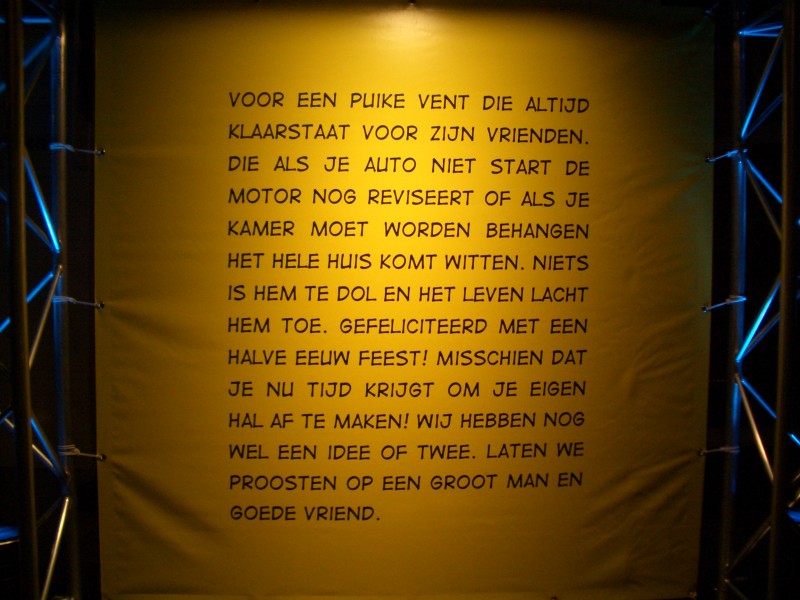 VOOR EEN PUIKE VENT DIE ALTIJD
KLAARSTAAT VOOR ZIJN VRIENDEN.
DIE ALS JE AUTO NIET START DE
MOTOR NOG REVISEERT OF ALS JE
KAMER MOET WORDEN BEHANGEN
HET HELE HUIS KOMT WITTEN. NIETS
IS HEM TE DOL EN HET LEVEN LACHT
HEM TOE. GEFELICITEERD MET EEN
HALVE EEUW FEEST! MISSCHIEN DAT
JE NU TIJD KRIJGT OM JE EIGEN
HAL AF TE MAKEN! WIJ HEBBEN NOG
WEL EEN IDEE OF TWEE. LATEN WE
PROOSTEN OP EEN GROOT MAN EN
GOEDE VRIEND.